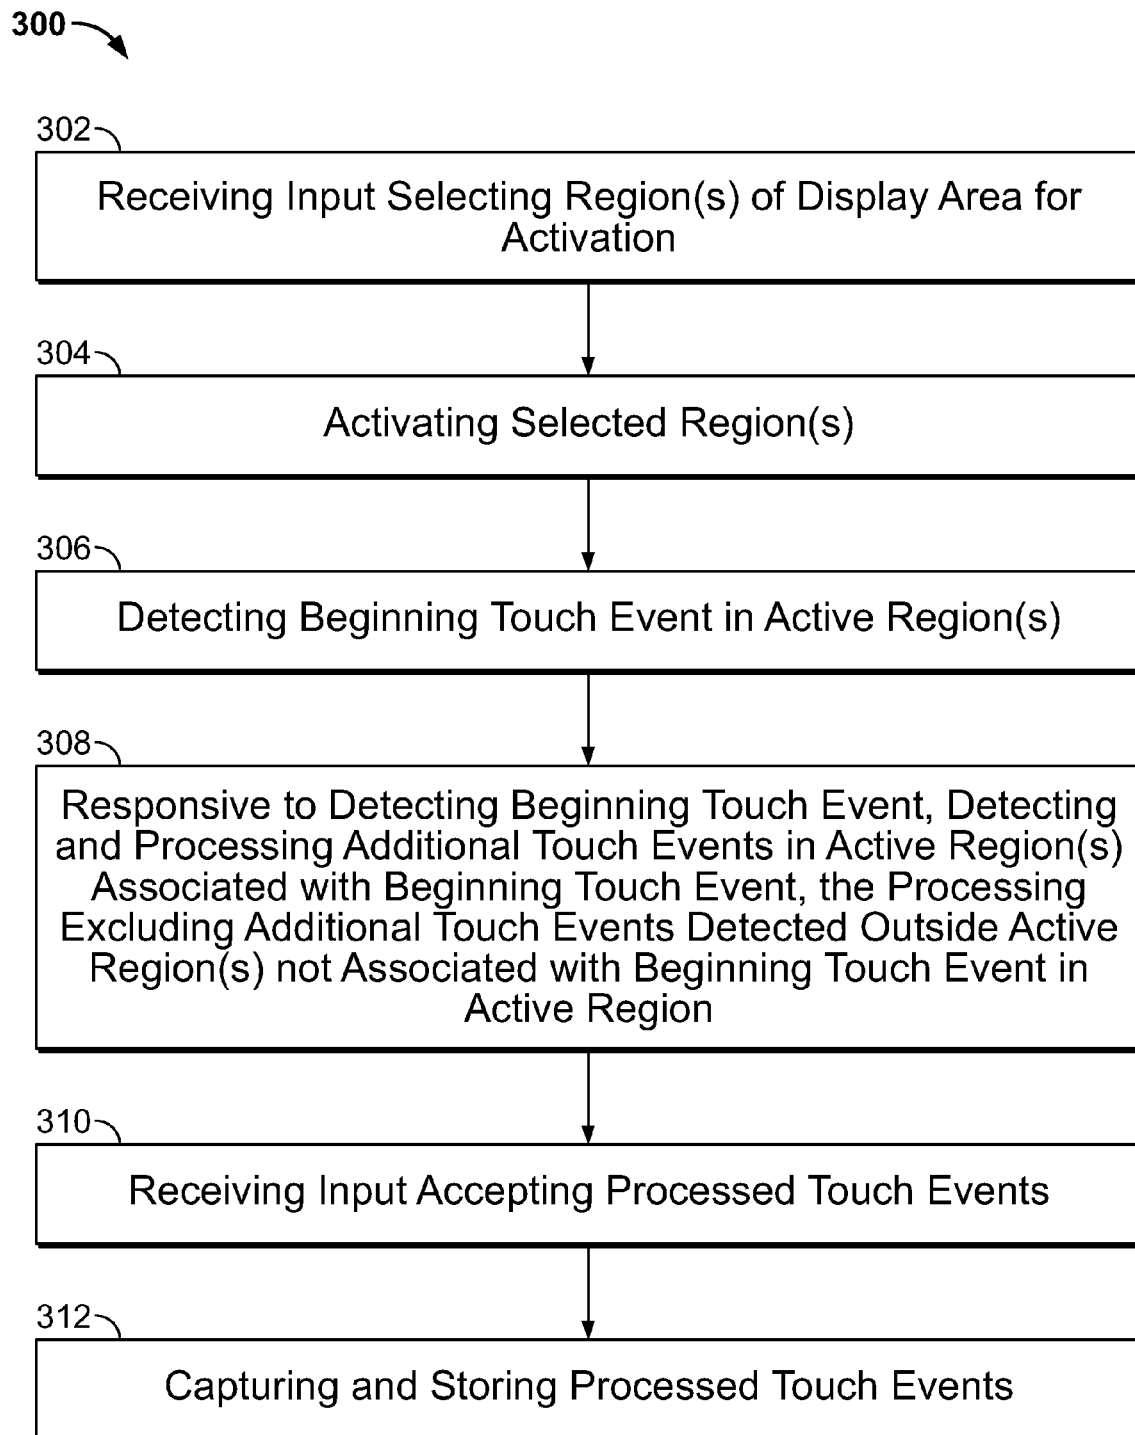 300
302
Receiving Input Selecting Region(s) of Display Area for
Activation
304
Activating Selected Region(s)
306
Detecting Beginning Touch Event in Active Region(s)
308
Responsive to Detecting Beginning Touch Event, Detecting
and Processing Additional Touch Events in Active Region(s)
Associated with Beginning Touch Event, the Processing
Excluding Additional Touch Events Detected Outside Active
Region(s) not Associated with Beginning Touch Event in
Active Region
310
Receiving Input Accepting Processed Touch Events
312
Capturing and Storing Processed Touch Events